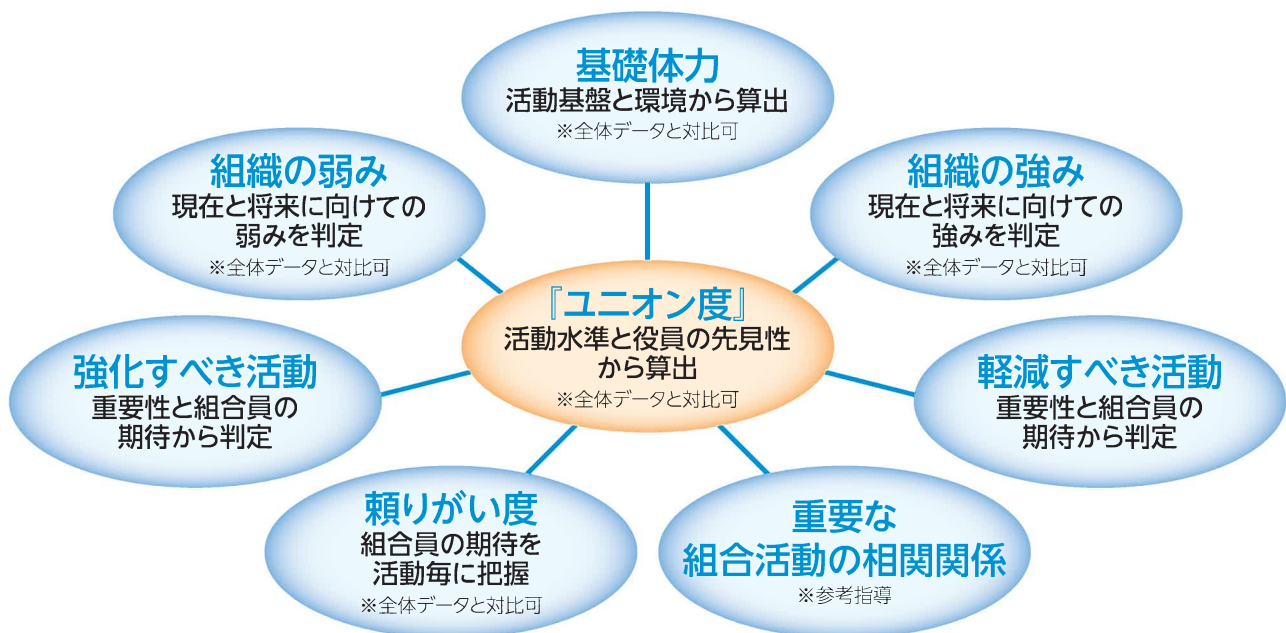 基礎体力
活動基盤と環境から算出
※全体データと対比可
組織の弱み
現在と将来に向けての
弱みを判定
※全体データと対比可
組織の強み
現在と将来に向けての
強みを判定
※全体データと対比可
『ユニオン度』
活動水準と役員の先見性
から算出
※全体データと対比可
強化すべき活動
重要性と組合員の
期待から判定
軽減すべき活動
重要性と組合員の
期待から判定
頼りがい度
組合員の期待を
活動毎に把握
※全体データと対比可
重要な
組合活動の相関関係
※参考指導